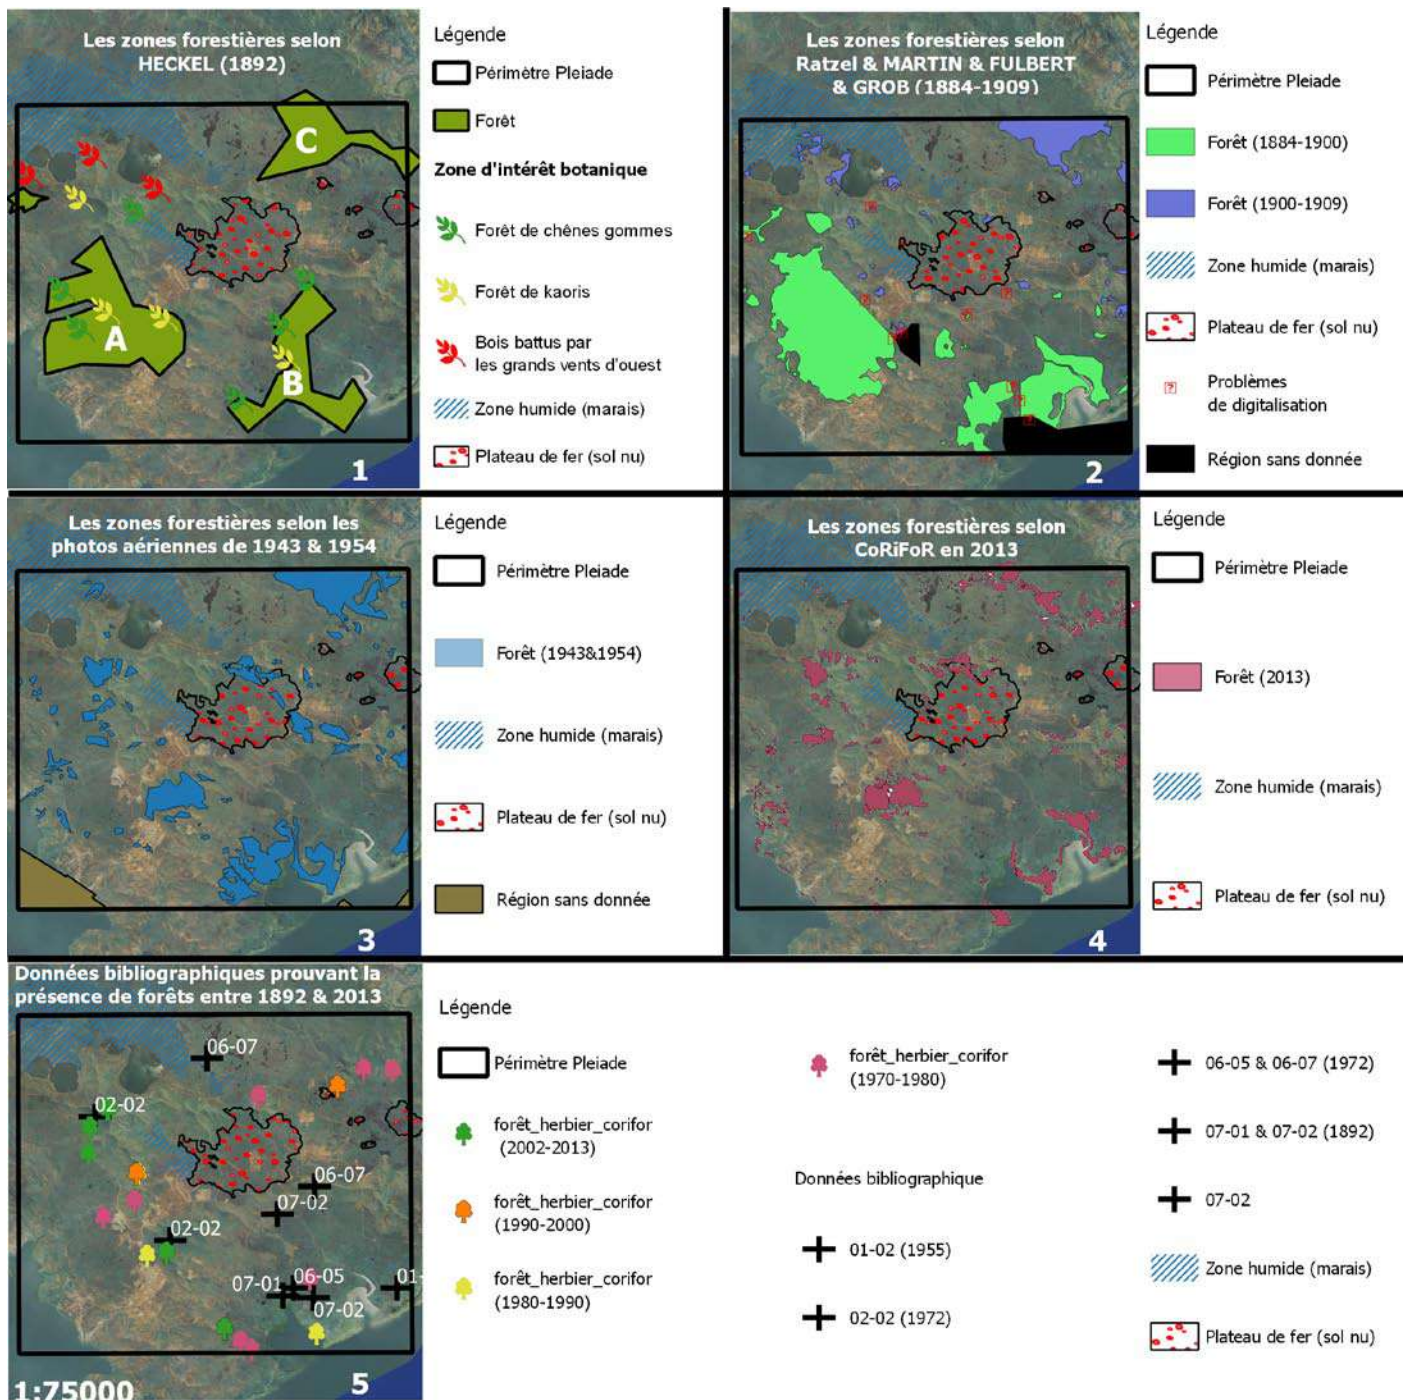 Les zones forestières selon
HECKEL (1892)
C
A
B
1
Légende
Périmètre Pleiade
Forêt
Zone d'intérêt botanique
Forêt de chênes gommes
Forêt de kaoris
Bois battus par
les grands vents d'ouest
Zone humide (marais)
Plateau de fer (sol nu)
Les zones forestières selon
Ratzel & MARTIN & FULBERT
& GROB (1884-1909)
2
Légende
Périmètre Pleiade
Forêt (1884-1900)
Forêt (1900-1909)
Zone humide (marais)
Plateau de fer (sol nu)
?
Problèmes
de digitalisation
Région sans donnée
Les zones forestières selon les
photos aériennes de 1943 & 1954
3
Légende
Périmètre Pleiade
Forêt (1943&1954)
Zone humide (marais)
Plateau de fer (sol nu)
Région sans donnée
Les zones forestières selon
CoRiFoR en 2013
4
Légende
Périmètre Pleiade
Forêt (2013)
Zone humide (marais)
Plateau de fer (sol nu)
Données bibliographiques prouvant la
présence de forêts entre 1892 & 2013
06-07
02-02
06-07
07-02
02-02
07-01 06-05 01-
07-02
1:75000
5
Légende
Périmètre Pleiade
forêt_herbier_corifor
(2002-2013)
forêt_herbier_corifor
(1990-2000)
forêt_herbier_corifor
(1980-1990)
forêt_herbier_corifor
(1970-1980)
Données bibliographique
01-02 (1955)
02-02 (1972)
06-05 & 06-07 (1972)
07-01 & 07-02 (1892)
07-02
Zone humide (marais)
Plateau de fer (sol nu)